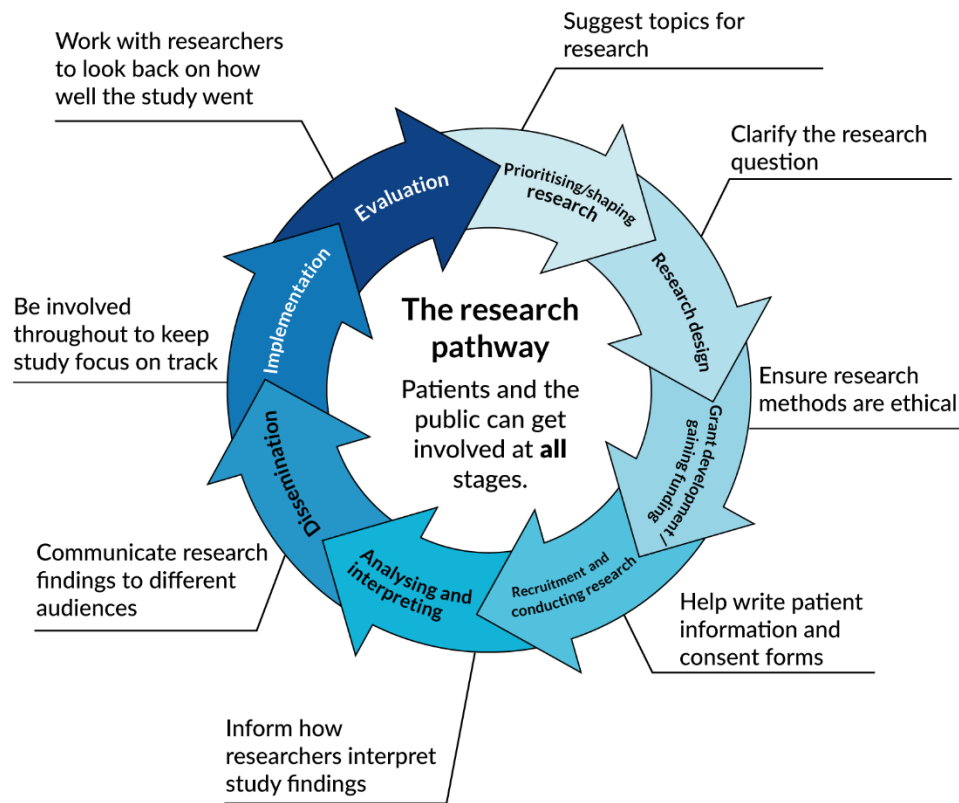 Suggest topics for
research
Prioritising/shaping
research
Clarify the research
question
Research design
Ensure research
methods are ethical
Grant development /
gaining funding
Help write patient
information and
consent forms
Recruitment and
conducting research
Inform how
researchers interpret
study findings
Analysing and
interpreting
Communicate research
findings to different
audiences
Dissemination
Be involved
throughout to keep
study focus on track
Implementation
Work with researchers
to look back on how
well the study went
Evaluation
The research
pathway
Patients and the
public can get
involved at all
stages.